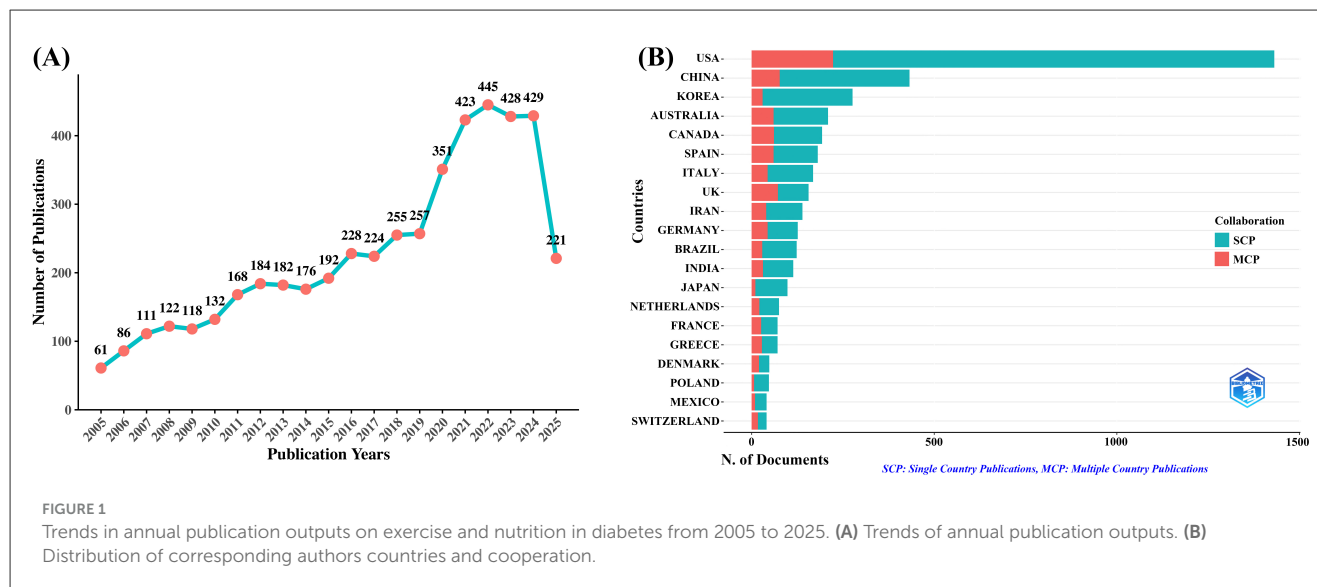 (A)
Number of Publications
400
300
200
100
0
61
86
111
122
118
132
168
184
182
176
192
228
224
255
257
351
423
445
428
429
221
2005
2006
2007
2008
2009
2010
2011
2012
2013
2014
2015
2016
2017
2018
2019
2020
2021
2022
2023
2024
2025
Publication Years
(B)
Countries
USA
CHINA
KOREA
AUSTRALIA
CANADA
SPAIN
ITALY
UK
IRAN
GERMANY
BRAZIL
INDIA
JAPAN
NETHERLANDS
FRANCE
GREECE
DENMARK
POLAND
MEXICO
SWITZERLAND
Collaboration
SCP
MCP
BIBLIOMETRIX
0
500
1000
1500
N. of Documents
SCP: Single Country Publications, MCP: Multiple Country Publications
FIGURE 1
Trends in annual publication outputs on exercise and nutrition in diabetes from 2005 to 2025. (A) Trends of annual publication outputs. (B)
Distribution of corresponding authors countries and cooperation.